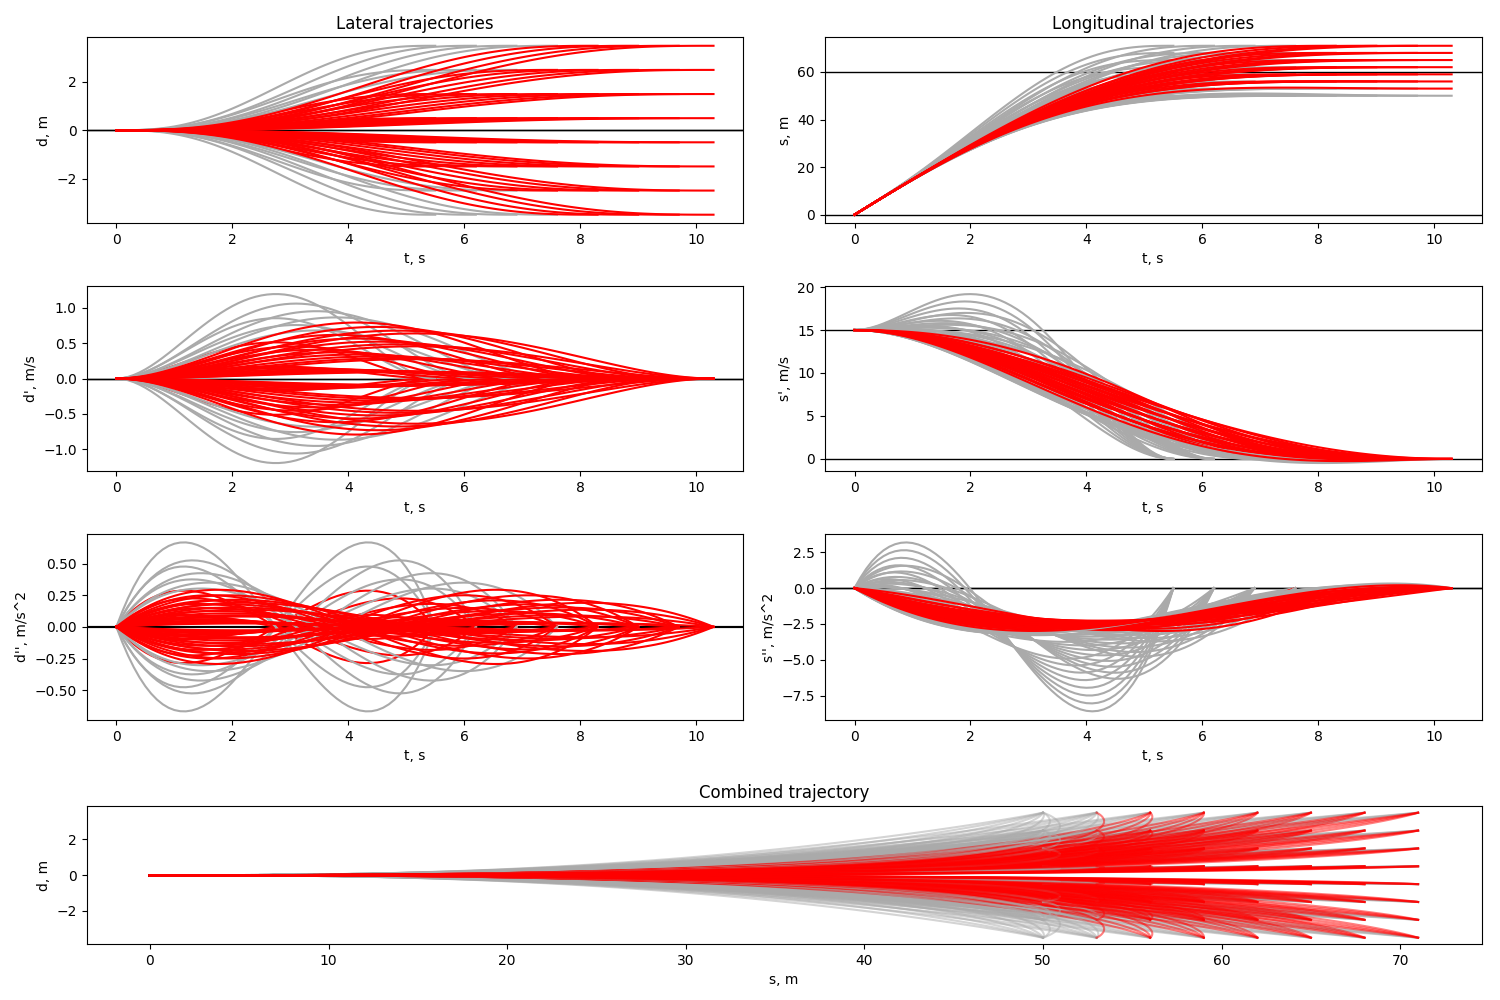 Lateral trajectories
d, m
2
0
−2
0 2 4 6 8 10
t, s
Longitudinal trajectories
s, m
60
40
20
0
0 2 4 6 8 10
t, s
d', m/s
1.0
0.5
0.0
−0.5
−1.0
0 2 4 6 8 10
t, s
s', m/s
20
15
10
5
0
0 2 4 6 8 10
t, s
d'', m/s^2
0.50
0.25
0.00
−0.25
−0.50
0 2 4 6 8 10
t, s
s'', m/s^2
2.5
0.0
−2.5
−5.0
−7.5
0 2 4 6 8 10
t, s
Combined trajectory
d, m
2
0
−2
0 10 20 30 40 50 60 70
s, m